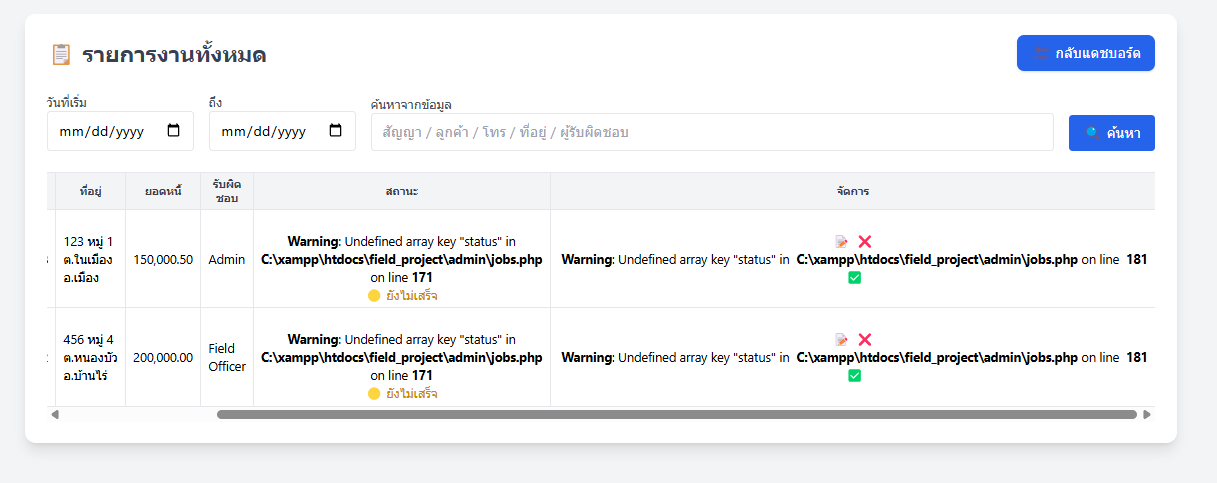 รายการงานทั้งหมด
กลับแดชบอร์ด
วันที่เริ่ม
ถึง
ค้นหาจากข้อมูล
mm/dd/yyyy
mm/dd/yyyy
สัญญา / ลูกค้า / โทร / ที่อยู่ / ผู้รับผิดชอบ
ค้นหา
ที่อยู่
ยอดหนี้
รับผิด
ชอบ
สถานะ
จัดการ
123 หมู่ 1
ต.ในเมือง
อ.เมือง
150,000.50
Admin
Warning: Undefined array key "status" in
C:\xampp\htdocs\field_project\admin\jobs.php
on line 171
ยังไม่เสร็จ
Warning: Undefined array key "status" in C:\xampp\htdocs\field_project\admin\jobs.php on line 181
456 หมู่ 4
ต.หนองบัว
อ.บ้านไร่
200,000.00
Field
Officer
Warning: Undefined array key "status" in
C:\xampp\htdocs\field_project\admin\jobs.php
on line 171
ยังไม่เสร็จ
Warning: Undefined array key "status" in C:\xampp\htdocs\field_project\admin\jobs.php on line 181